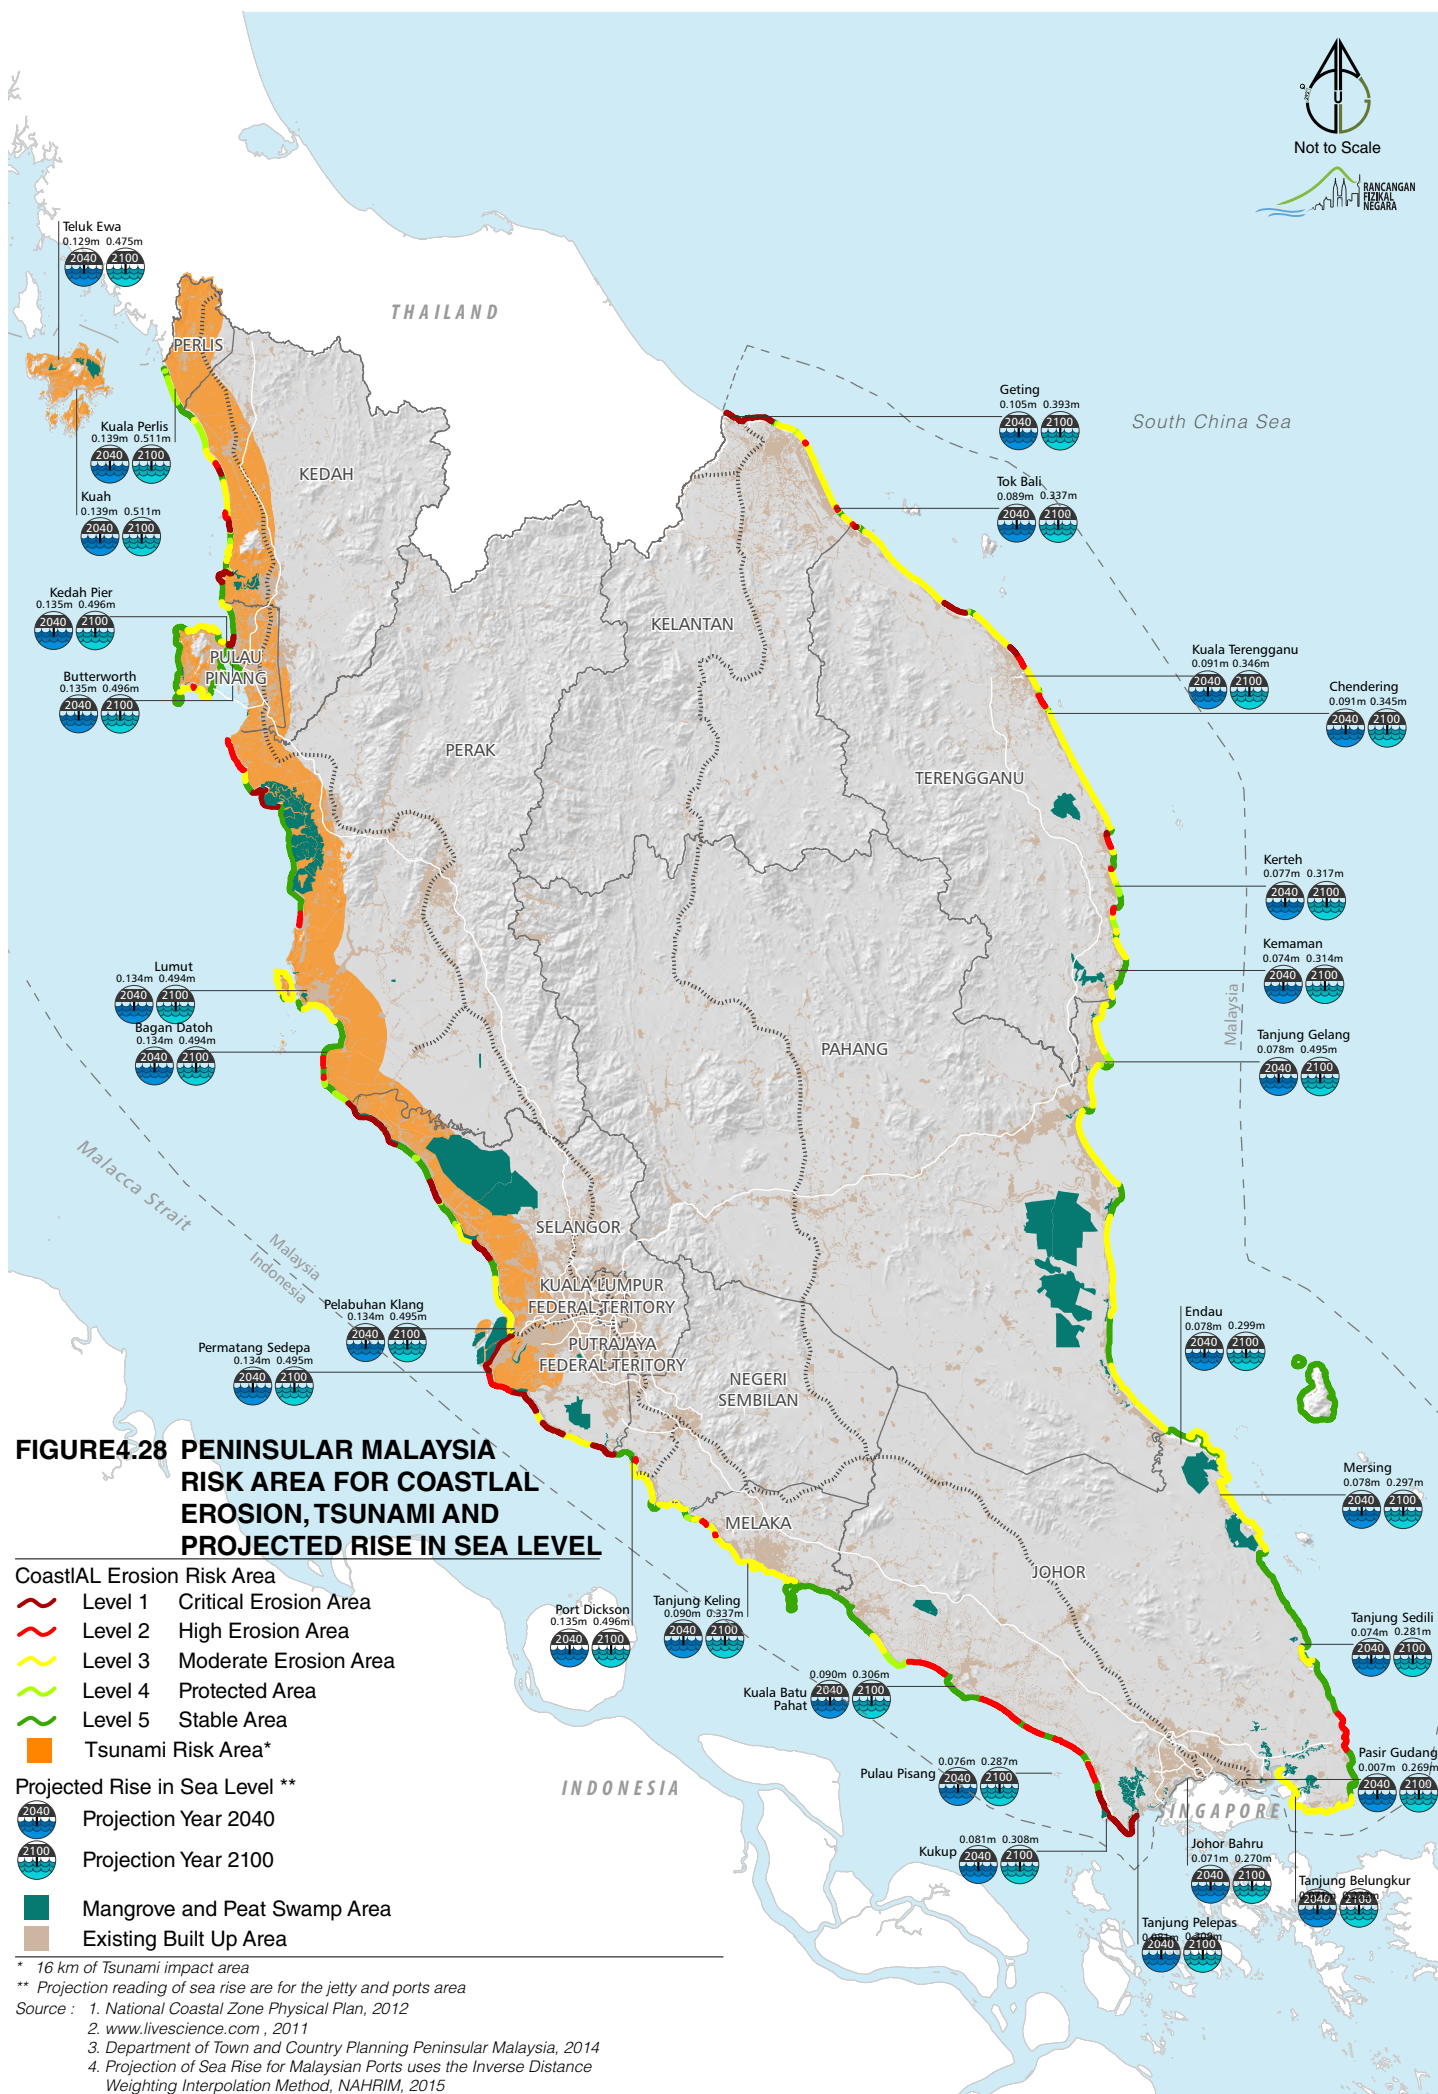 Not to Scale
RANCANGAN
FIZIKAL
NEGARA
THAILAND
South China Sea
Teluk Ewa
0.129m 0.475m
2040 2100
PERLIS
KEDAH
Kuala Perlis
0.139m 0.511m
2040 2100
Kuah
0.139m 0.511m
2040 2100
Kedah Pier
0.135m 0.496m
2040 2100
PULAU
PINANG
Butterworth
0.135m 0.496m
2040 2100
Geting
0.105m 0.393m
2040 2100
Tok Bali
0.089m 0.337m
2040 2100
KELANTAN
Kuala Terengganu
0.091m 0.346m
2040 2100
Chendering
0.091m 0.345m
2040 2100
PERAK
TERENGGANU
Kerteh
0.077m 0.317m
2040 2100
Kemaman
0.074m 0.314m
2040 2100
Malaysia
Tanjung Gelang
0.078m 0.495m
2040 2100
Lumut
0.134m 0.494m
2040 2100
Bagan Datoh
0.134m 0.494m
2040 2100
PAHANG
Malacca Strait
Malaysia
Indonesia
SELANGOR
KUALA LUMPUR
FEDERAL TERITORY
PUTRAJAYA
FEDERAL TERITORY
Pelabuhan Klang
0.134m 0.495m
2040 2100
Permatang Sedepa
0.134m 0.495m
2040 2100
NEGERI
SEMBILAN
Endau
0.078m 0.299m
2040 2100
Mersing
0.078m 0.297m
2040 2100
MELAKA
JOHOR
Port Dickson
0.135m 0.496m
2040 2100
Tanjung Keling
0.090m 0.337m
2040 2100
Tanjung Sedili
0.074m 0.281m
2040 2100
Kuala Batu
Pahat
0.090m 0.306m
2040 2100
Pulau Pisang
0.076m 0.287m
2040 2100
Pasir Gudang
0.007m 0.269m
2040 2100
INDONESIA
SINGAPORE
Kukup
0.081m 0.308m
2040 2100
Johor Bahru
0.071m 0.270m
2040 2100
Tanjung Belungkur
2040 2100
Tanjung Pelepas
2040 2100
FIGURE4.28 PENINSULAR MALAYSIA
RISK AREA FOR COASTLAL
EROSION, TSUNAMI AND
PROJECTED RISE IN SEA LEVEL
CoastlAL Erosion Risk Area
Level 1 Critical Erosion Area
Level 2 High Erosion Area
Level 3 Moderate Erosion Area
Level 4 Protected Area
Level 5 Stable Area
Tsunami Risk Area*
Projected Rise in Sea Level **
2040 Projection Year 2040
2100 Projection Year 2100
Mangrove and Peat Swamp Area
Existing Built Up Area
* 16 km of Tsunami impact area
** Projection reading of sea rise are for the jetty and ports area
Source : 1. National Coastal Zone Physical Plan, 2012
2. www.livescience.com , 2011
3. Department of Town and Country Planning Peninsular Malaysia, 2014
4. Projection of Sea Rise for Malaysian Ports uses the Inverse Distance
Weighting Interpolation Method, NAHRIM, 2015